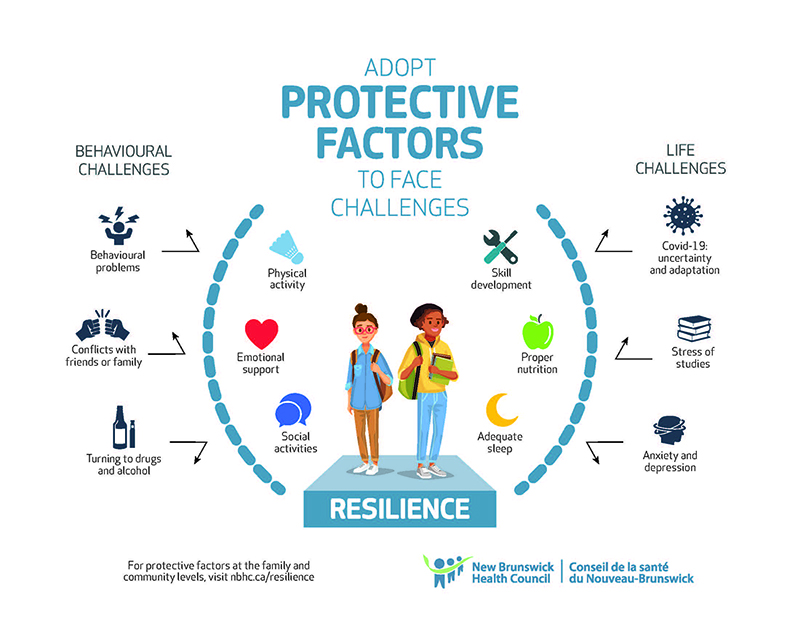 ADOPT
PROTECTIVE
FACTORS
TO FACE
CHALLENGES
BEHAVIOURAL
CHALLENGES
Behavioural
problems
Conflicts with
friends or family
Turning to drugs
and alcohol
Physical
activity
Emotional
support
Social
activities
Skill
development
Proper
nutrition
Adequate
sleep
LIFE
CHALLENGES
Covid-19:
uncertainty
and adaptation
Stress of
studies
Anxiety and
depression
RESILIENCE
For protective factors at the family and
community levels, visit nbhc.ca/resilience
New Brunswick
Health Council
Conseil de la santé
du Nouveau-Brunswick